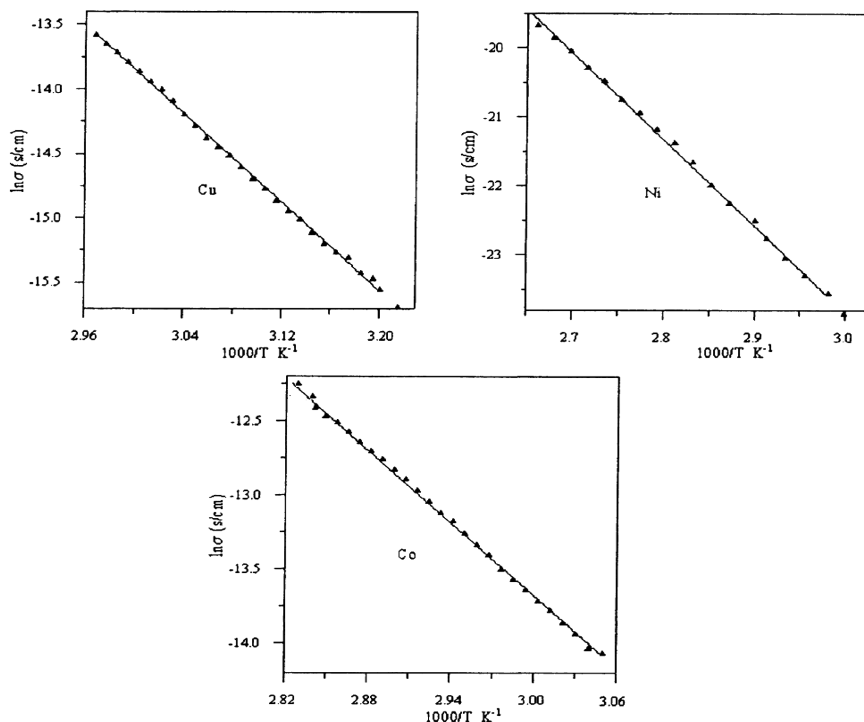 -13.5
-14.0
-14.5
-15.0
-15.5
lnσ (s/cm)
Cu
2.96 3.04 3.12 3.20
1000/T K-1
-20
-21
-22
-23
lnσ (s/cm)
Ni
2.7 2.8 2.9 3.0
1000/T K-1
-12.5
-13.0
-13.5
-14.0
lnσ (s/cm)
Co
2.82 2.88 2.94 3.00 3.06
1000/T K-1